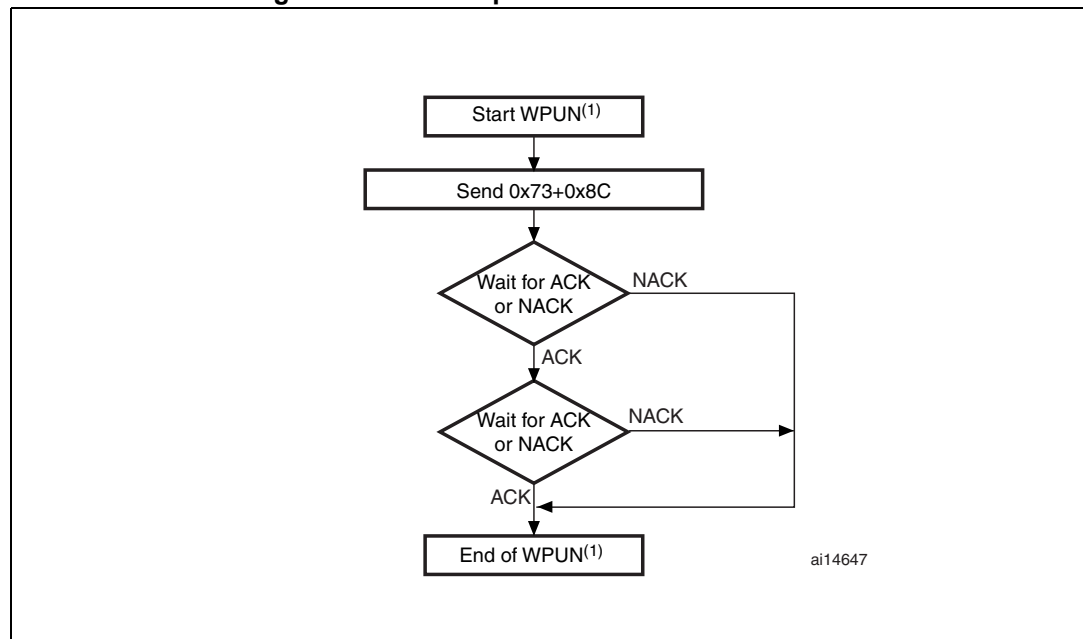 Start WPUN(1)
Send 0x73+0x8C
Wait for ACK
or NACK
NACK
ACK
Wait for ACK
or NACK
NACK
ACK
End of WPUN(1)
ai14647